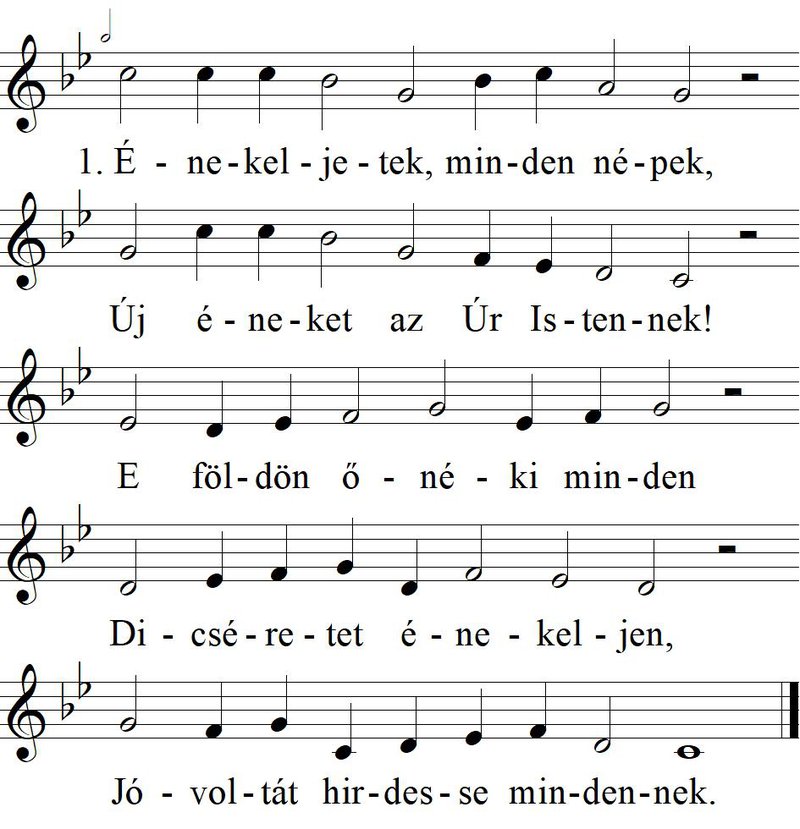 1. É - ne - kel - je - tek, min - den né - pek,
Új é - ne - ket az Úr Is - ten - nek!
E föl - dön ő - né - ki min - den
Di - csé - re - tet é - ne - kel - jen,
Jó - vol - tát hir - des - se min - den - nek.